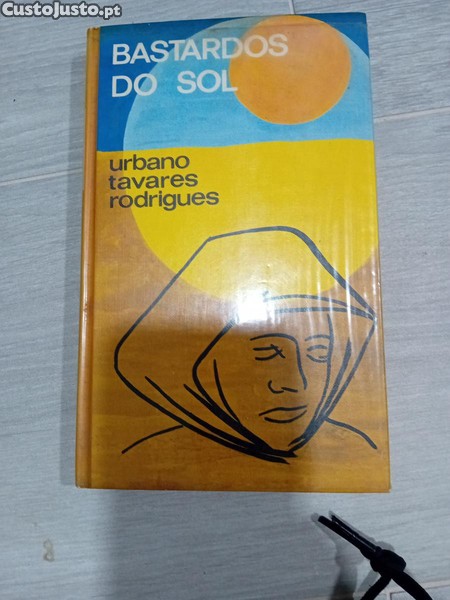 CustoJusto.pt
BASTARDOS
DO SOL
urbano
tavares
rodrigues